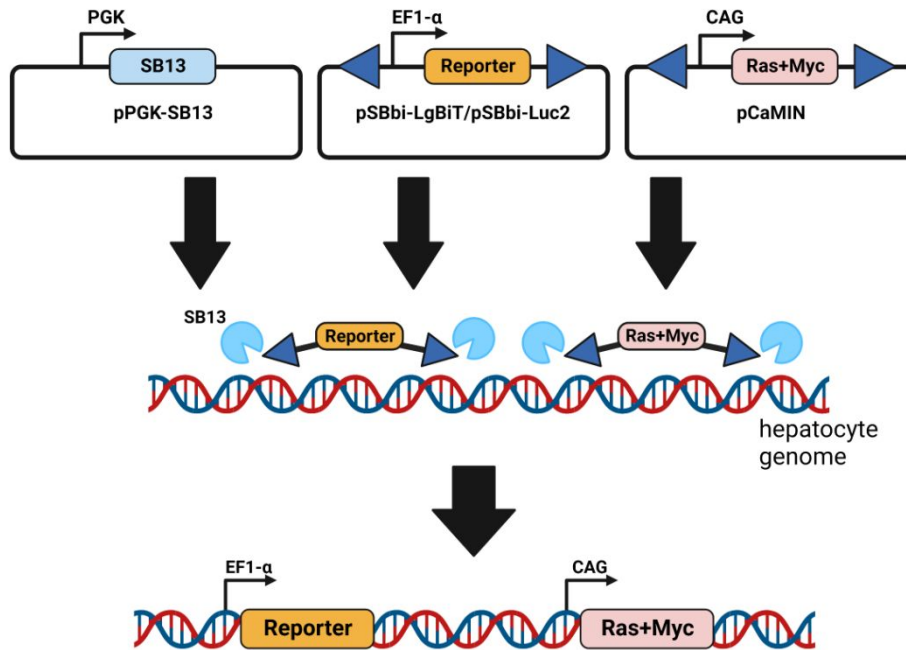 PGK
EF1-α
CAG
SB13
Reporter
Ras+Myc
pPGK-SB13
pSBbi-LgBiT/pSBbi-Luc2
pCaMIN
SB13
Reporter
Ras+Myc
hepatocyte
genome
EF1-α
CAG
Reporter
Ras+Myc